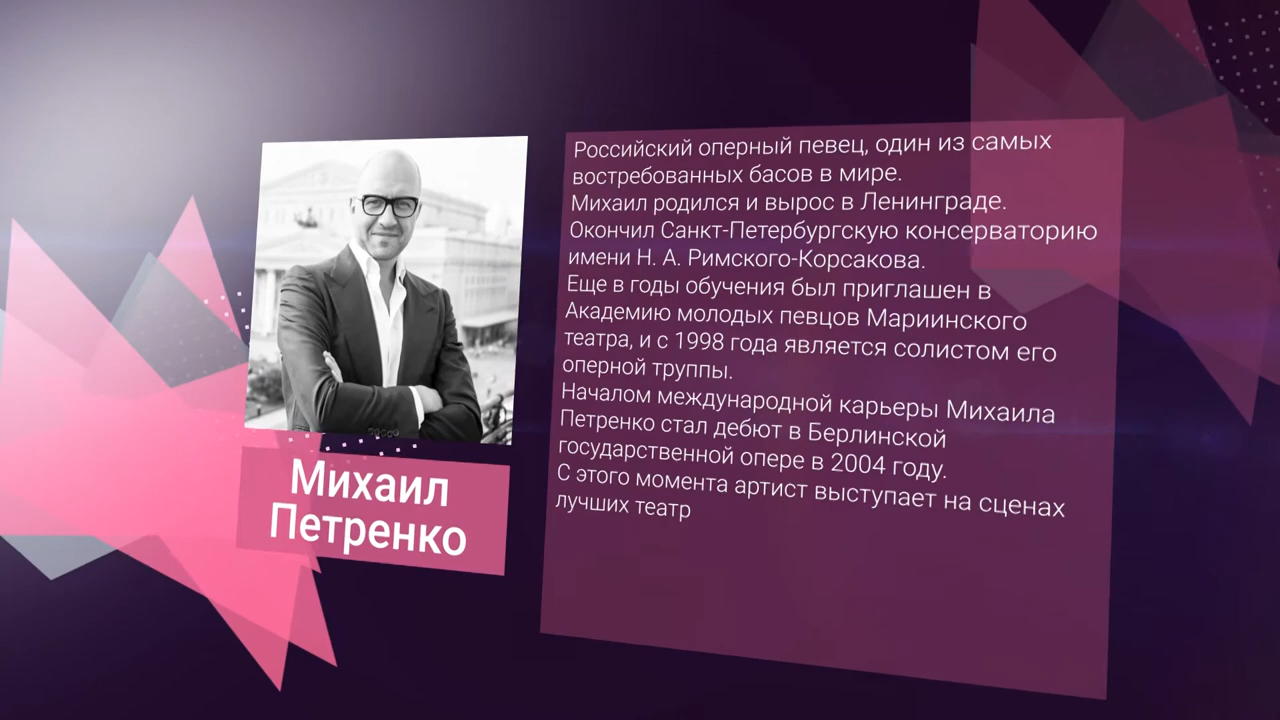 Российский оперный певец, один из самых
востребованных басов в мире.
Михаил родился и вырос в Ленинграде.
Окончил Санкт-Петербургскую консерваторию
имени Н. А. Римского-Корсакова.
Еще в годы обучения был приглашен в
Академию молодых певцов Мариинского
театра, и с 1998 года является солистом его
оперной труппы.
Началом международной карьеры Михаила
Петренко стал дебют в Берлинской
государственной опере в 2004 году.
С этого момента артист выступает на сценах
лучших театр
Михаил
Петренко